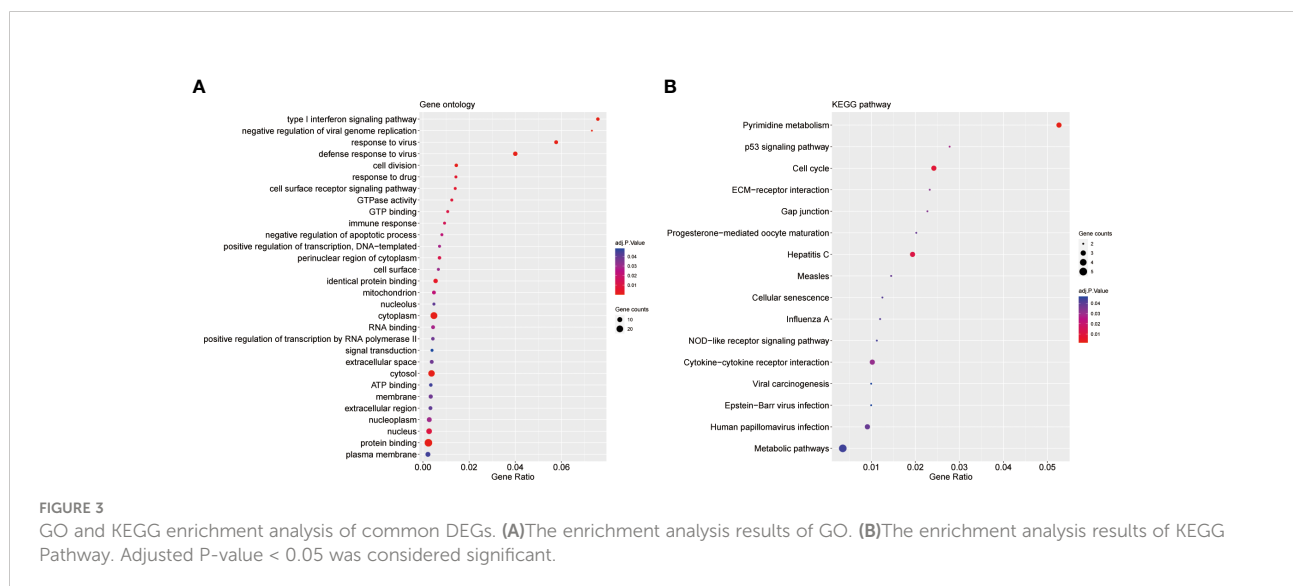 A
Gene ontology
type I interferon signaling pathway
negative regulation of viral genome replication
response to virus
defense response to virus
cell division
response to drug
cell surface receptor signaling pathway
GTPase activity
GTP binding
immune response
negative regulation of apoptotic process
positive regulation of transcription, DNA−templated
perinuclear region of cytoplasm
cell surface
identical protein binding
mitochondrion
nucleolus
cytoplasm
RNA binding
positive regulation of transcription by RNA polymerase II
signal transduction
extracellular space
cytosol
ATP binding
membrane
extracellular region
nucleoplasm
nucleus
protein binding
plasma membrane
0.00 0.02 0.04 0.06
Gene Ratio
adj.P.Value
0.04
0.03
0.02
0.01
Gene counts
10
20
B
KEGG pathway
Pyrimidine metabolism
p53 signaling pathway
Cell cycle
ECM−receptor interaction
Gap junction
Progesterone−mediated oocyte maturation
Hepatitis C
Measles
Cellular senescence
Influenza A
NOD−like receptor signaling pathway
Cytokine−cytokine receptor interaction
Viral carcinogenesis
Epstein−Barr virus infection
Human papillomavirus infection
Metabolic pathways
0.01 0.02 0.03 0.04 0.05
Gene Ratio
Gene counts
2
3
4
5
adj.P.Value
0.04
0.03
0.02
0.01
FIGURE 3
GO and KEGG enrichment analysis of common DEGs. (A)The enrichment analysis results of GO. (B)The enrichment analysis results of KEGG
Pathway. Adjusted P-value < 0.05 was considered significant.